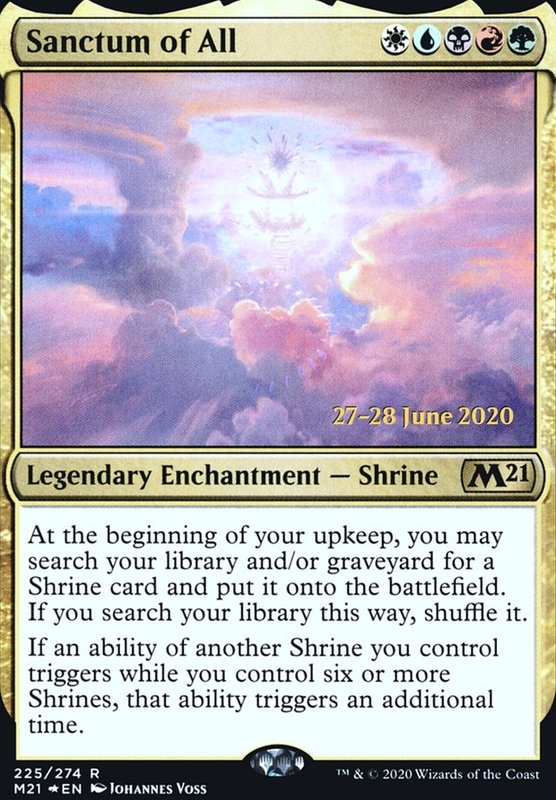 Sanctum of All
27–28 June 2020
Legendary Enchantment — Shrine
M21
At the beginning of your upkeep, you may
search your library and/or graveyard for a
Shrine card and put it onto the battlefield.
If you search your library this way, shuffle it.
If an ability of another Shrine you control
triggers while you control six or more
Shrines, that ability triggers an additional
time.
225/274 R
M21 ★ EN Johannes Voss
™ & © 2020 Wizards of the Coast